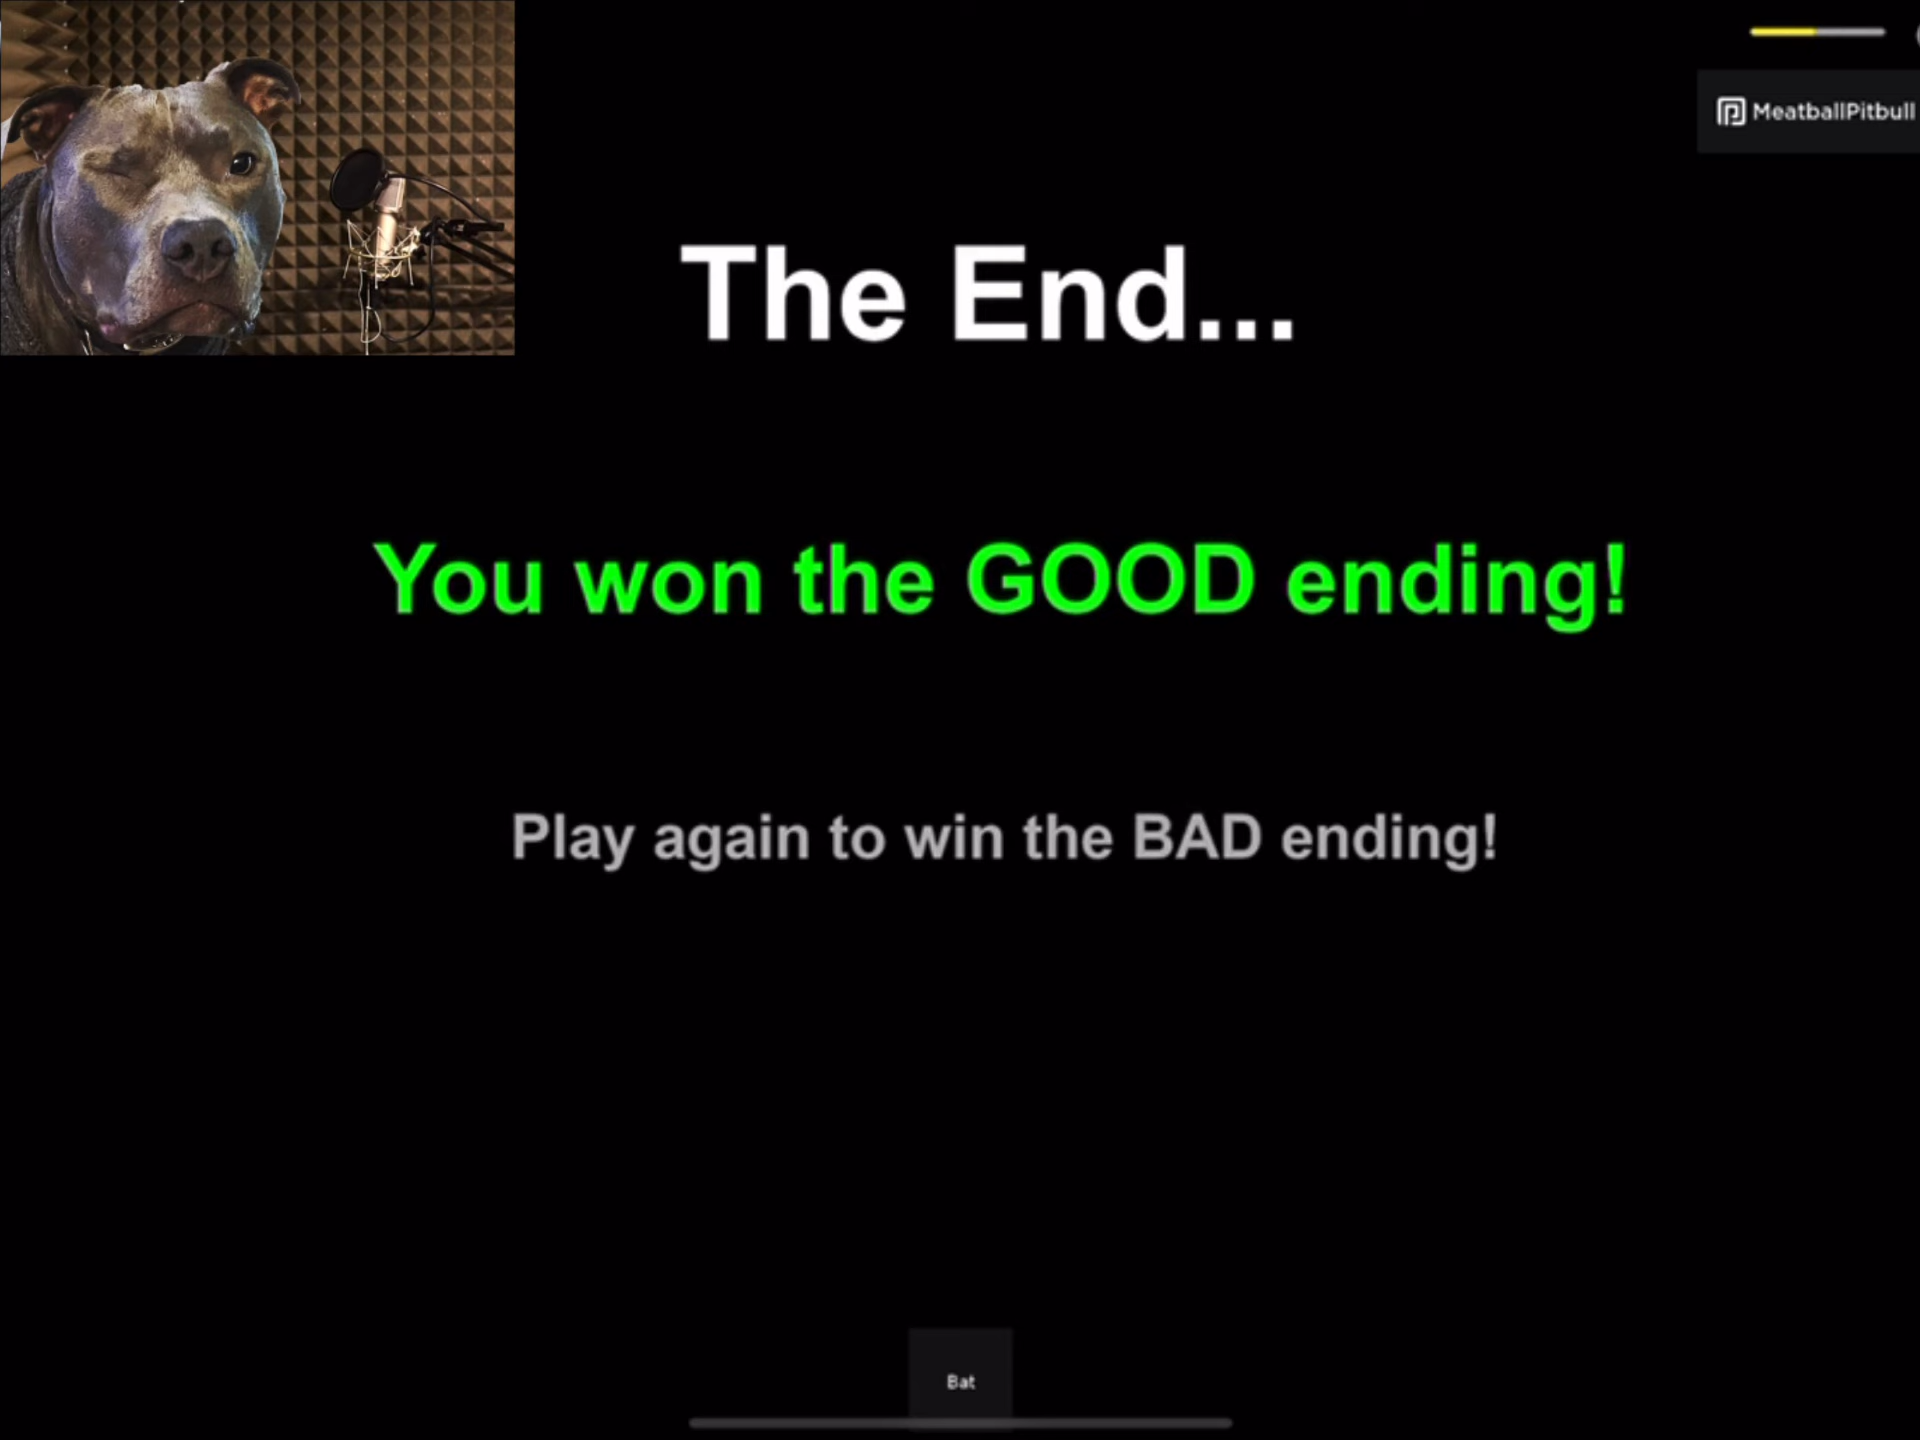 MeatballPitbull
The End...
You won the GOOD ending!
Play again to win the BAD ending!
Bat